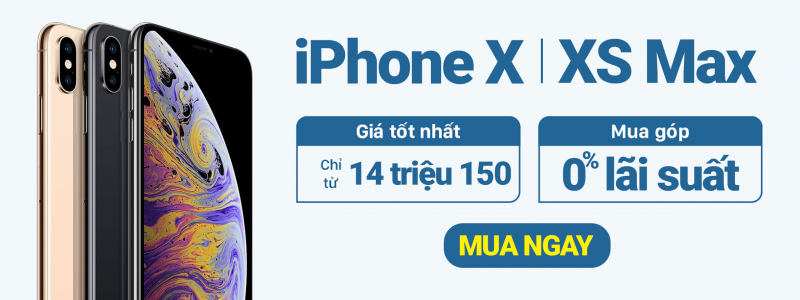 iPhone X | XS Max
Giá tốt nhất
Chỉ từ 14 triệu 150
Mua góp
0% lãi suất
MUA NGAY